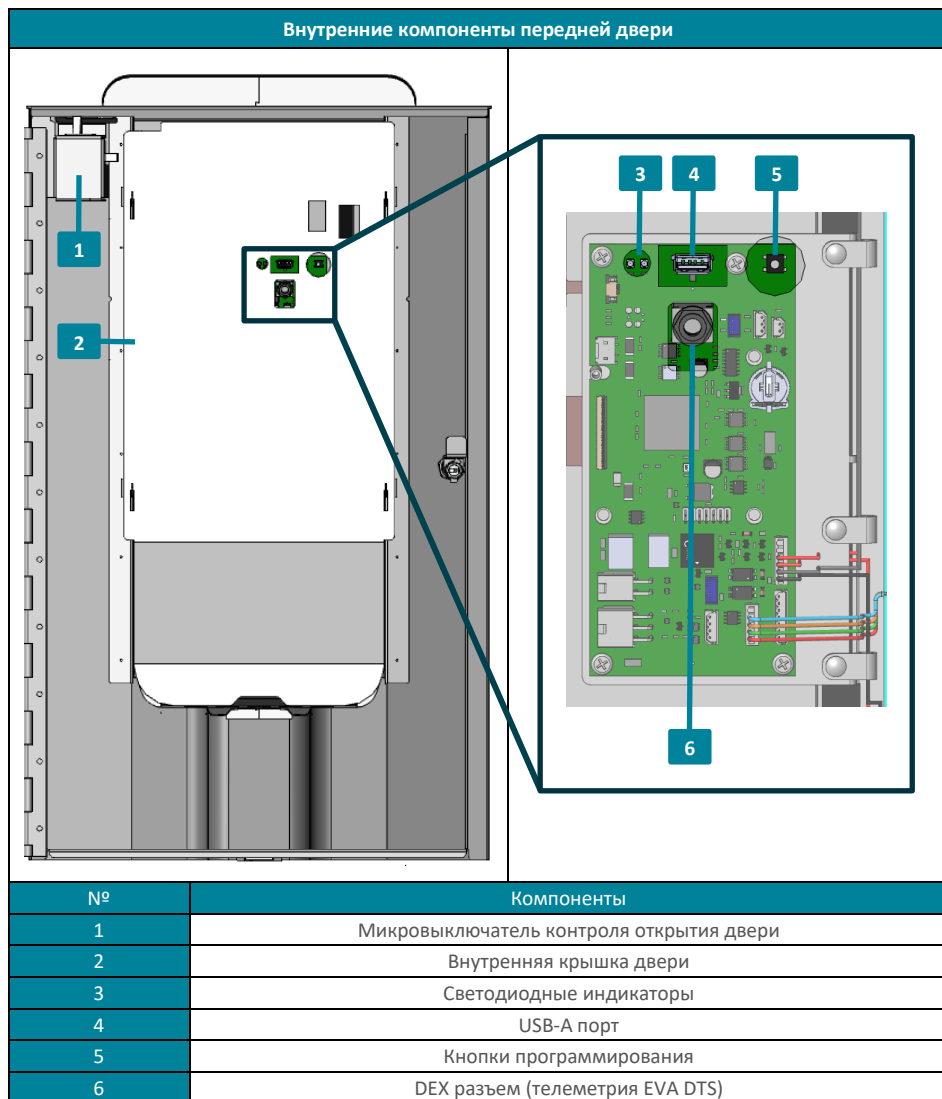 Внутренние компоненты передней двери
3 4 5
1
2
6
№ Компоненты
1 Микровыключатель контроля открытия двери
2 Внутренняя крышка двери
3 Светодиодные индикаторы
4 USB-A порт
5 Кнопки программирования
6 DEX разъем (телеметрия EVA DTS)